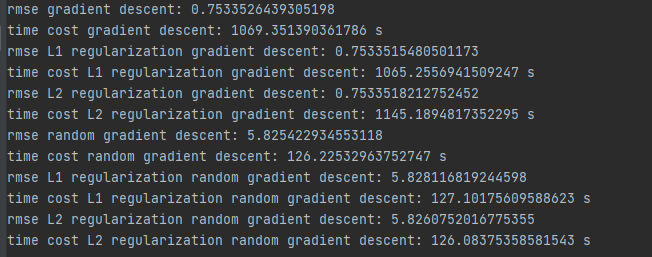 rmse gradient descent: 0.7533526439305198
time cost gradient descent: 1069.351390361786 s
rmse L1 regularization gradient descent: 0.7533515480501173
time cost L1 regularization gradient descent: 1065.2556941509247 s
rmse L2 regularization gradient descent: 0.7533518212752452
time cost L2 regularization gradient descent: 1145.1894817352295 s
rmse random gradient descent: 5.825422934553118
time cost random gradient descent: 126.22532963752747 s
rmse L1 regularization random gradient descent: 5.828116819244598
time cost L1 regularization random gradient descent: 127.10175609588623 s
rmse L2 regularization random gradient descent: 5.8260752016775355
time cost L2 regularization random gradient descent: 126.08375358581543 s